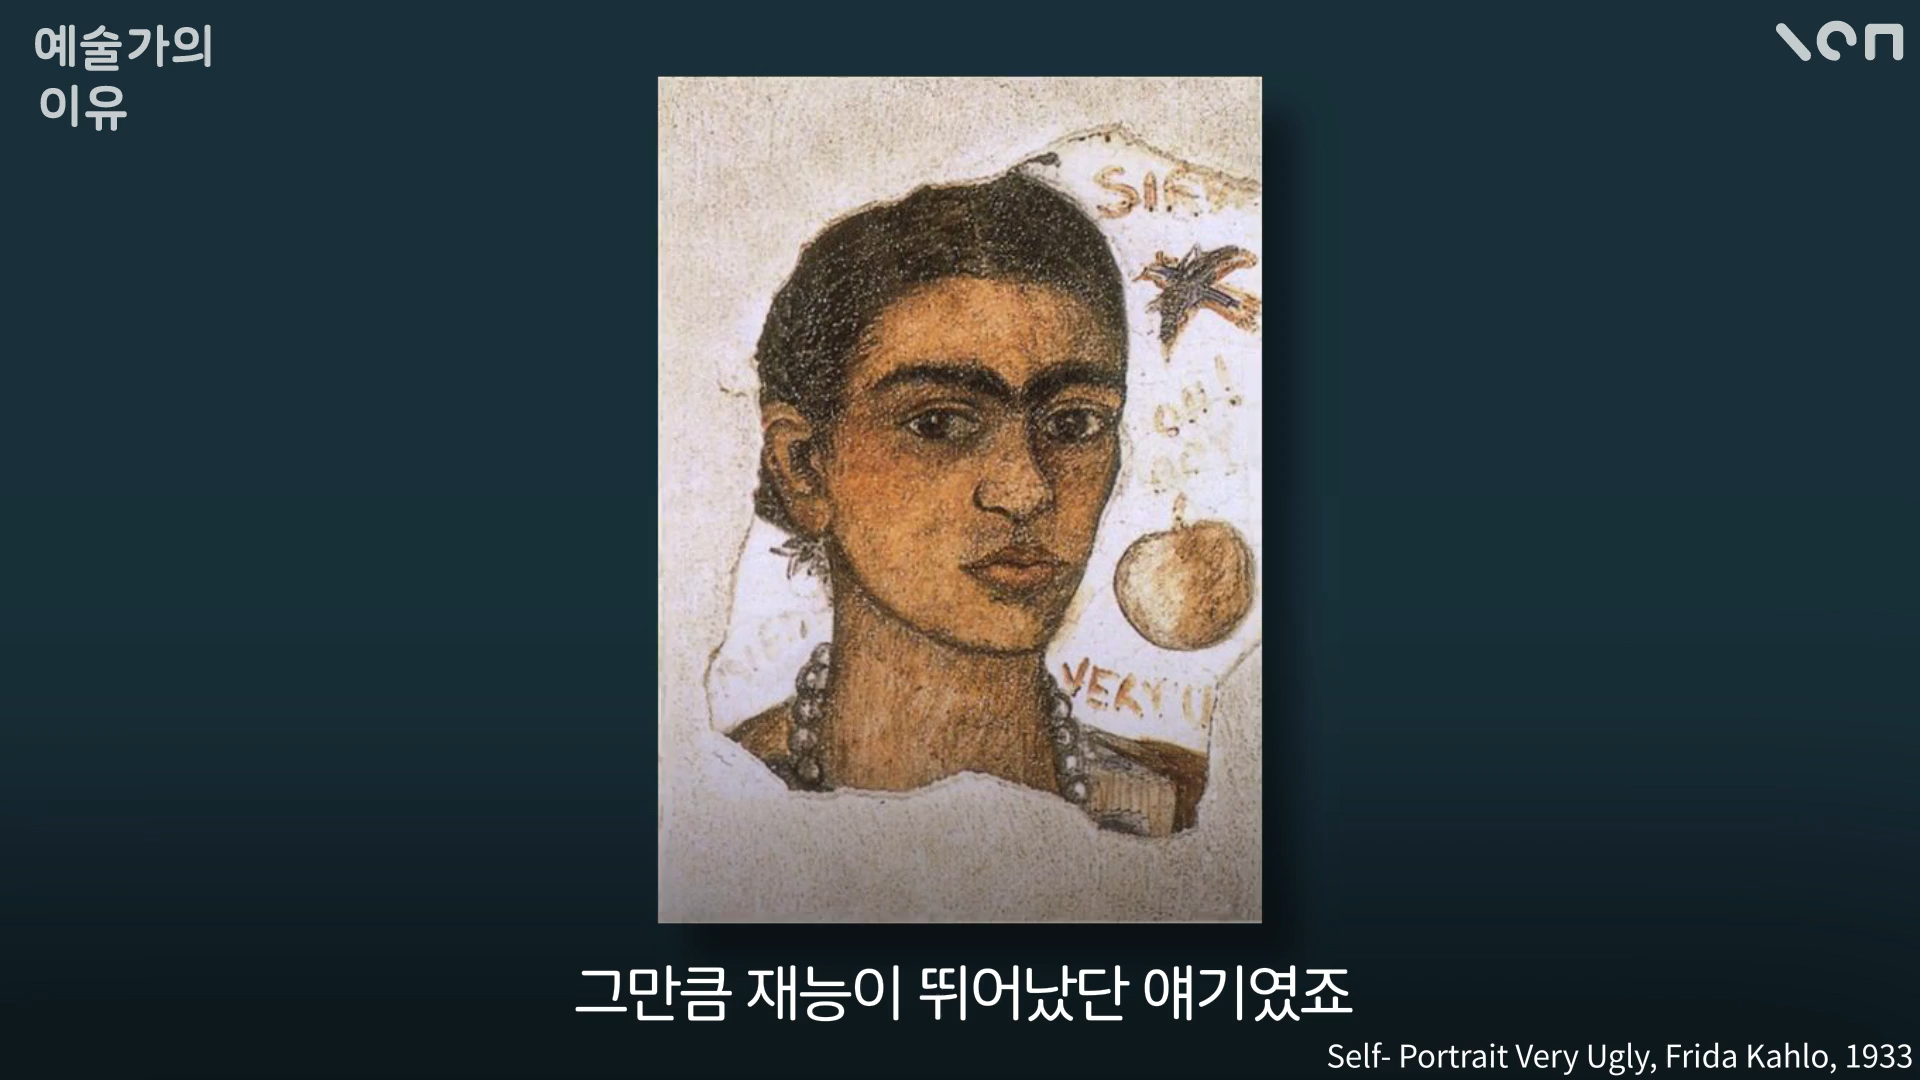 예술가의
이유
VERY U
그만큼 재능이 뛰어났단 얘기였죠
Self- Portrait Very Ugly, Frida Kahlo, 1933